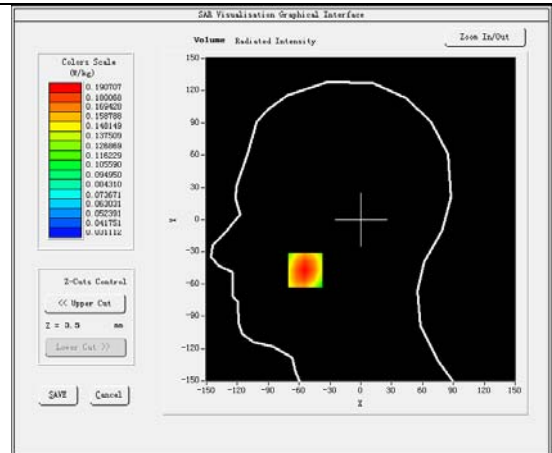 SAR Visualisation Graphical Interface
Volume Radiated Intensity
Zoom In/Out
Colors Scale
(W/kg)
0.190707
0.180068
0.169428
0.158788
0.148149
0.137509
0.126869
0.116229
0.105590
0.094950
0.084310
0.073671
0.063031
0.052391
0.041751
0.031112
150
120
90
60
30
0
-30
-60
-90
-120
-150
Y
-150 -120 -90 -60 -30 0 30 60 90 120 150
X
Z-Cuts Control
<< Upper Cut
Z = 3.5 mm
Lower Cut >>
SAVE Cancel